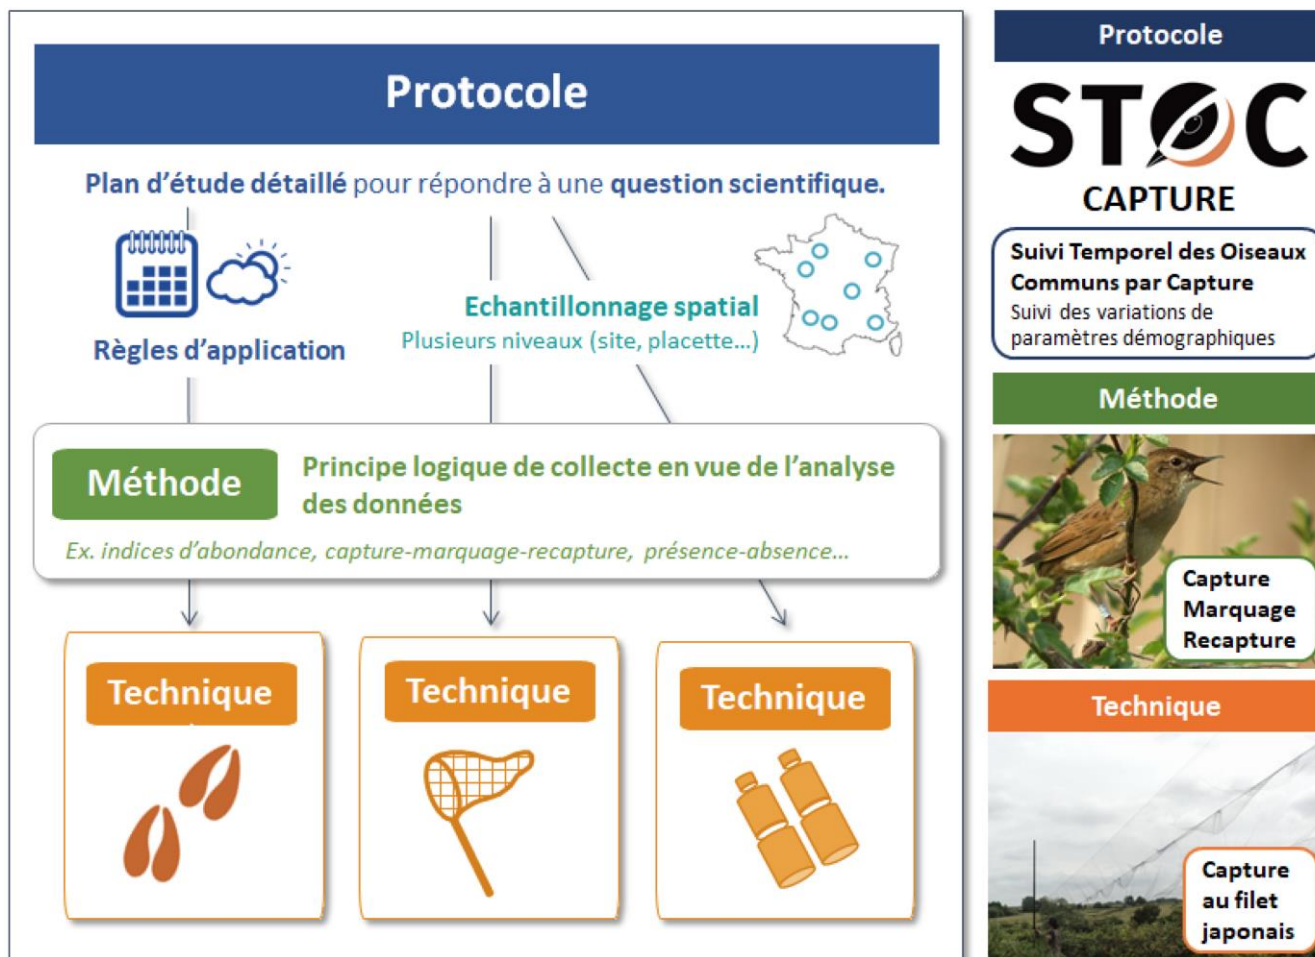 Protocole
Plan d’étude détaillé pour répondre à une question scientifique.
Règles d’application
Echantillonnage spatial
Plusieurs niveaux (site, placette...)
Méthode
Principe logique de collecte en vue de l’analyse
des données
Ex. indices d’abondance, capture-marquage-recapture, présence-absence...
Technique
Technique
Technique
Protocole
STOC
CAPTURE
Suivi Temporel des Oiseaux
Communs par Capture
Suivi des variations de
paramètres démographiques
Méthode
Capture
Marquage
Recapture
Technique
Capture
au filet
japonais